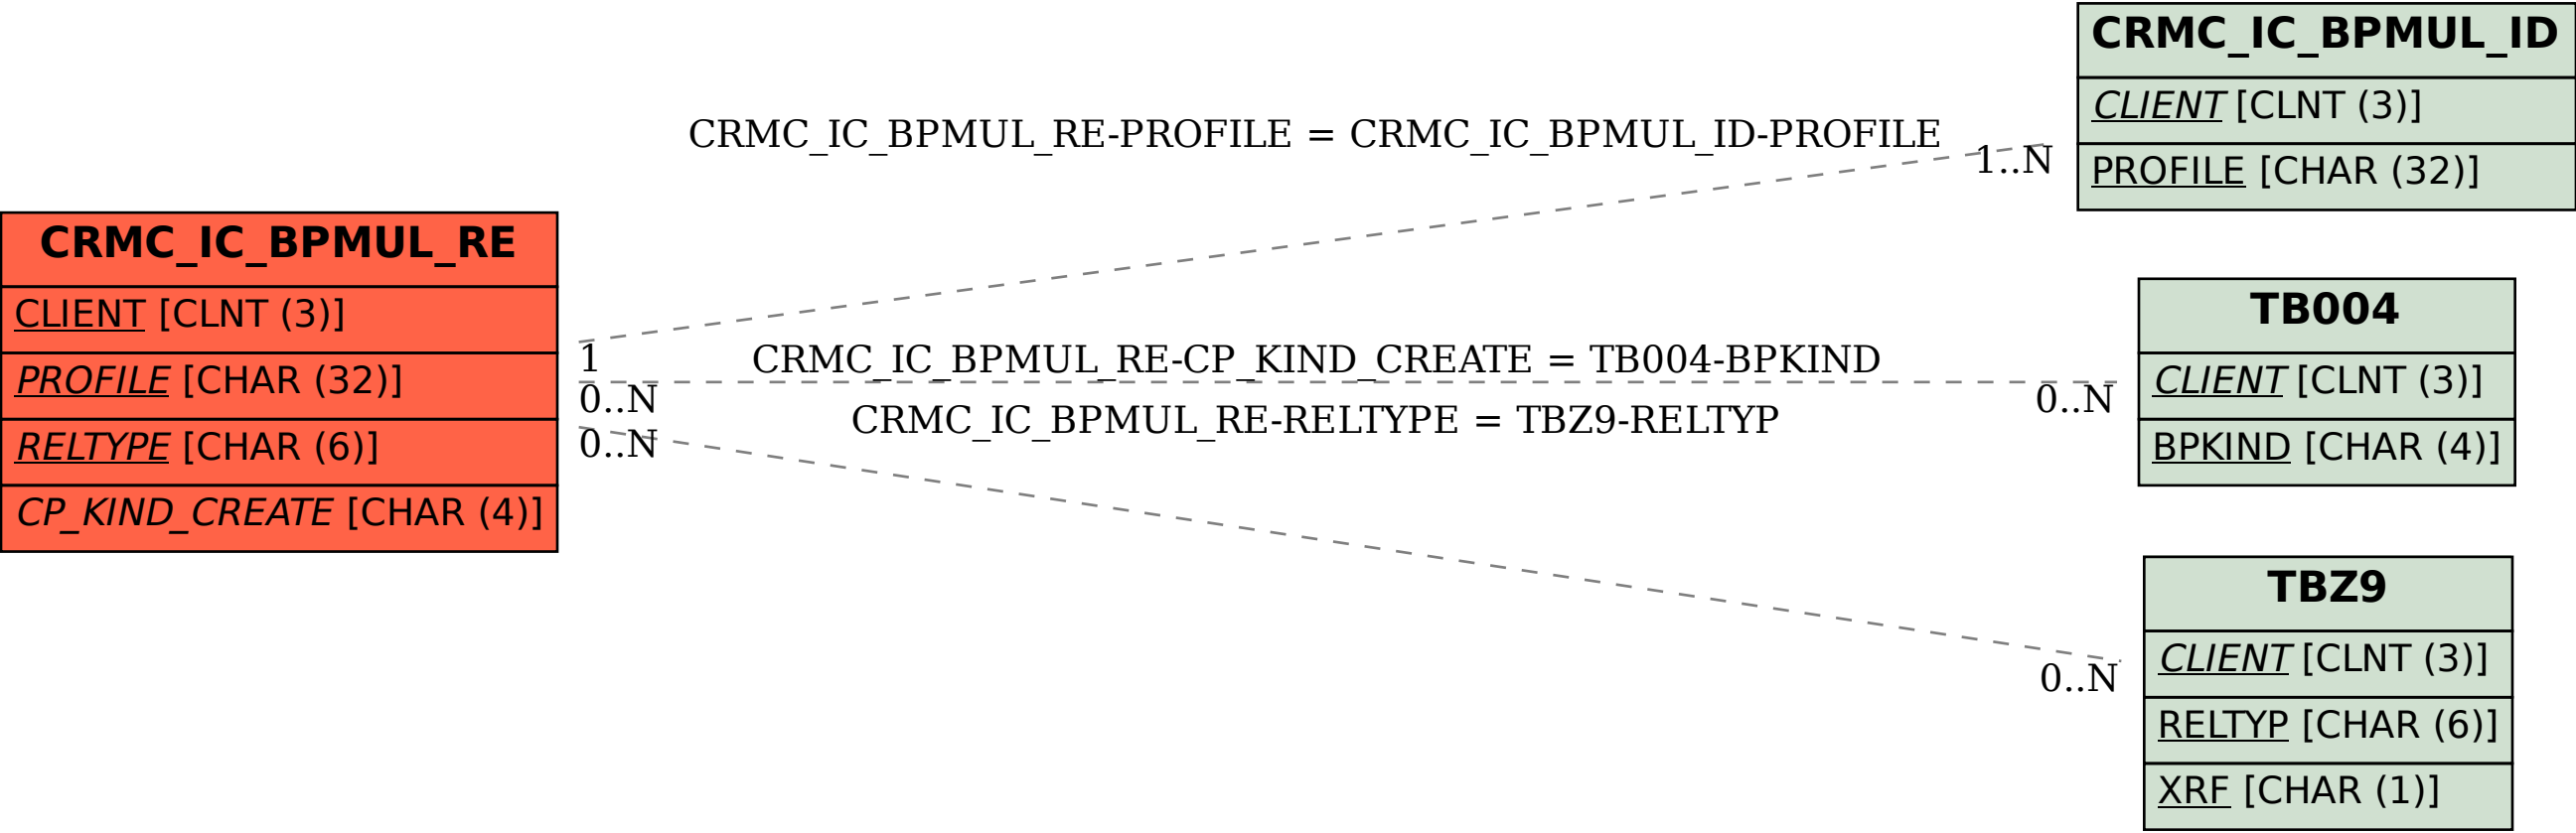 CRMC_IC_BPMUL_RE
CLIENT [CLNT (3)]
PROFILE [CHAR (32)]
RELTYPE [CHAR (6)]
CP_KIND_CREATE [CHAR (4)]
CRMC_IC_BPMUL_RE-PROFILE = CRMC_IC_BPMUL_ID-PROFILE
1
1..N
CRMC_IC_BPMUL_RE-CP_KIND_CREATE = TB004-BPKIND
0..N
0..N
CRMC_IC_BPMUL_RE-RELTYPE = TBZ9-RELTYP
0..N
0..N
CRMC_IC_BPMUL_ID
CLIENT [CLNT (3)]
PROFILE [CHAR (32)]
TB004
CLIENT [CLNT (3)]
BPKIND [CHAR (4)]
TBZ9
CLIENT [CLNT (3)]
RELTYP [CHAR (6)]
XRF [CHAR (1)]